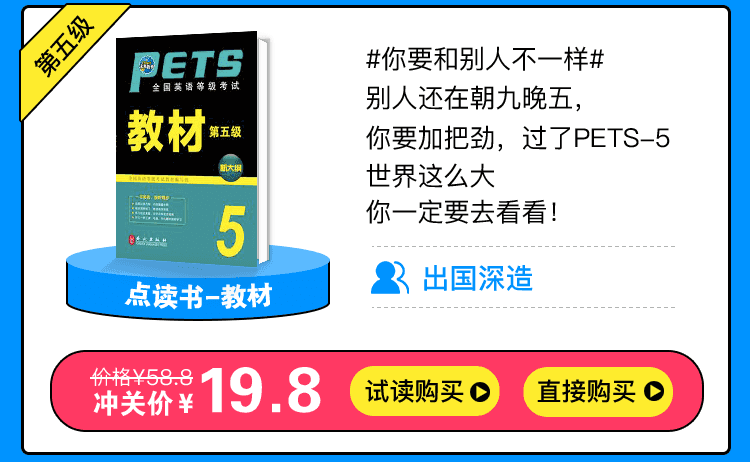 第五级
PETS
全国英语等级考试
教材 第五级
新大纲
5
点读书-教材
#你要和别人不一样#
别人还在朝九晚五，
你要加把劲，过了PETS-5
世界这么大
你一定要去看看！
出国深造
价格¥58.8
冲关价¥19.8
试读购买
直接购买